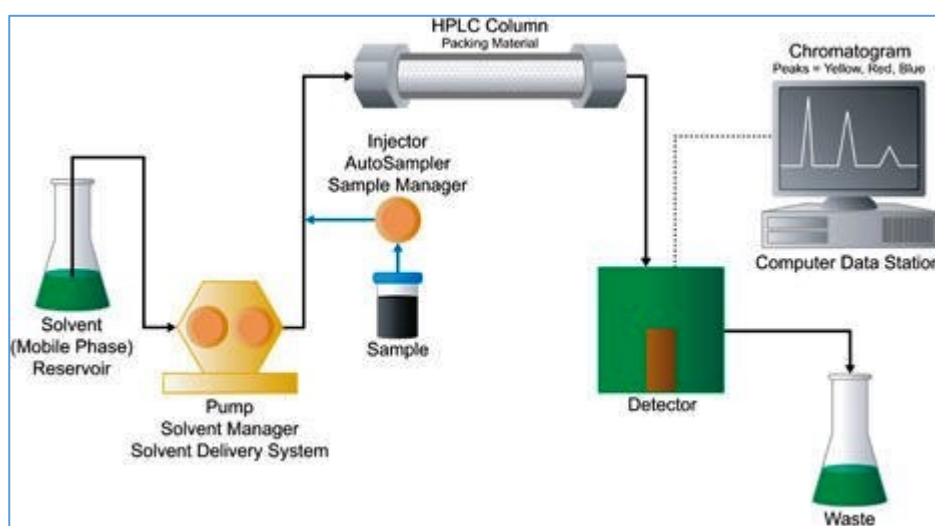 HPLC Column
Packing Material
Chromatogram
Peaks = Yellow, Red, Blue
Injector
AutoSampler
Sample Manager
Computer Data Station
Solvent
(Mobile Phase)
Reservoir
Sample
Pump
Solvent Manager
Solvent Delivery System
Detector
Waste